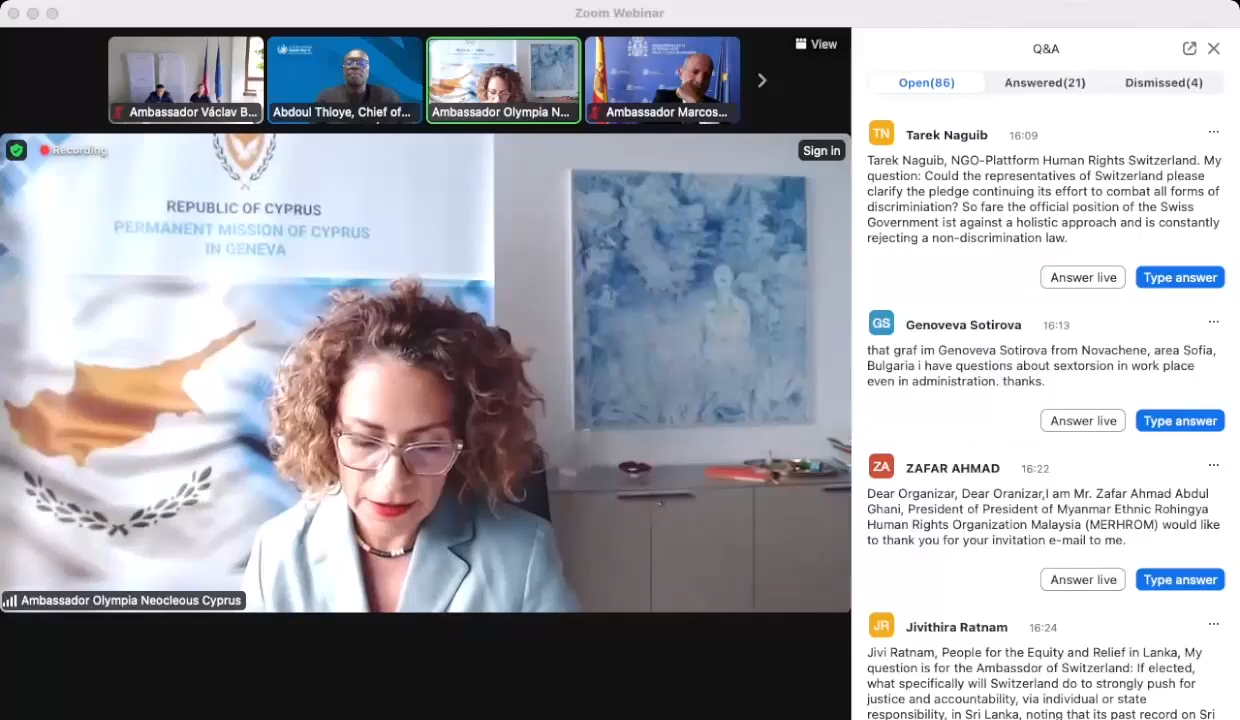 Zoom Webinar
View
Ambassador Václav B...
Abdoul Thioye, Chief of...
Ambassador Olympia N...
Ambassador Marcos...
Recording
Sign in
REPUBLIC OF CYPRUS
PERMANENT MISSION OF CYPRUS
IN GENEVA
Ambassador Olympia Neocleous Cyprus
Q&A
Open(86) Answered(21) Dismissed(4)
TN Tarek Naguib 16:09 ...
Tarek Naguib, NGO-Plattform Human Rights Switzerland. My
question: Could the representatives of Switzerland please
clarify the pledge continuing its effort to combat all forms of
discriminiation? So fare the official position of the Swiss
Government ist against a holistic approach and is constantly
rejecting a non-discrimination law.
Answer live Type answer
GS Genoveva Sotirova 16:13 ...
that graf im Genoveva Sotirova from Novachene, area Sofia,
Bulgaria i have questions about sextorsion in work place
even in administration. thanks.
Answer live Type answer
ZA ZAFAR AHMAD 16:22 ...
Dear Organizar, Dear Oranizar,I am Mr. Zafar Ahmad Abdul
Ghani, President of President of Myanmar Ethnic Rohingya
Human Rights Organization Malaysia (MERHROM) would like
to thank you for your invitation e-mail to me.
Answer live Type answer
JR Jivithira Ratnam 16:24 ...
Jivi Ratnam, People for the Equity and Relief in Lanka, My
question is for the Ambassdor of Switzerland: If elected,
what specifically will Switzerland do to strongly push for
justice and accountability, via individual or state
responsibility, in Sri Lanka, noting that its past record on Sri